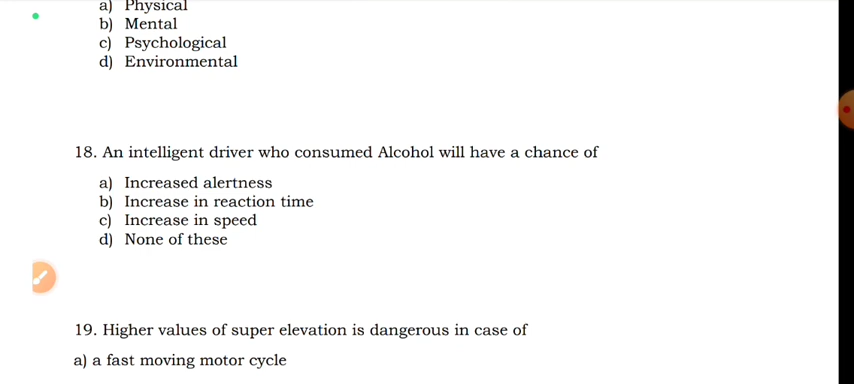 a) Physical
b) Mental
c) Psychological
d) Environmental
18. An intelligent driver who consumed Alcohol will have a chance of
a) Increased alertness
b) Increase in reaction time
c) Increase in speed
d) None of these
19. Higher values of super elevation is dangerous in case of
a) a fast moving motor cycle